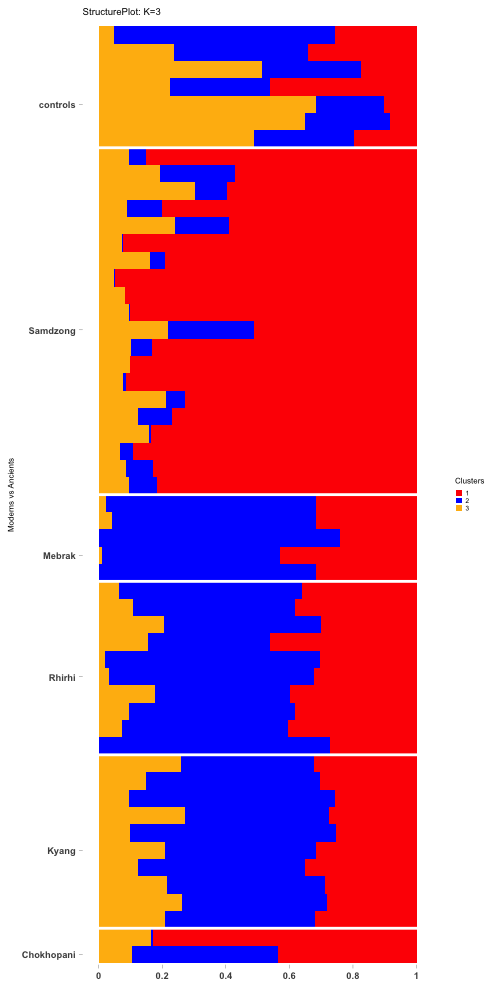 StructurePlot: K=3
controls
Samdzong
Mebrak
Rhirhi
Kyang
Chokhopani
Moderns vs Ancients
0 0.2 0.4 0.6 0.8 1
Clusters
1
2
3